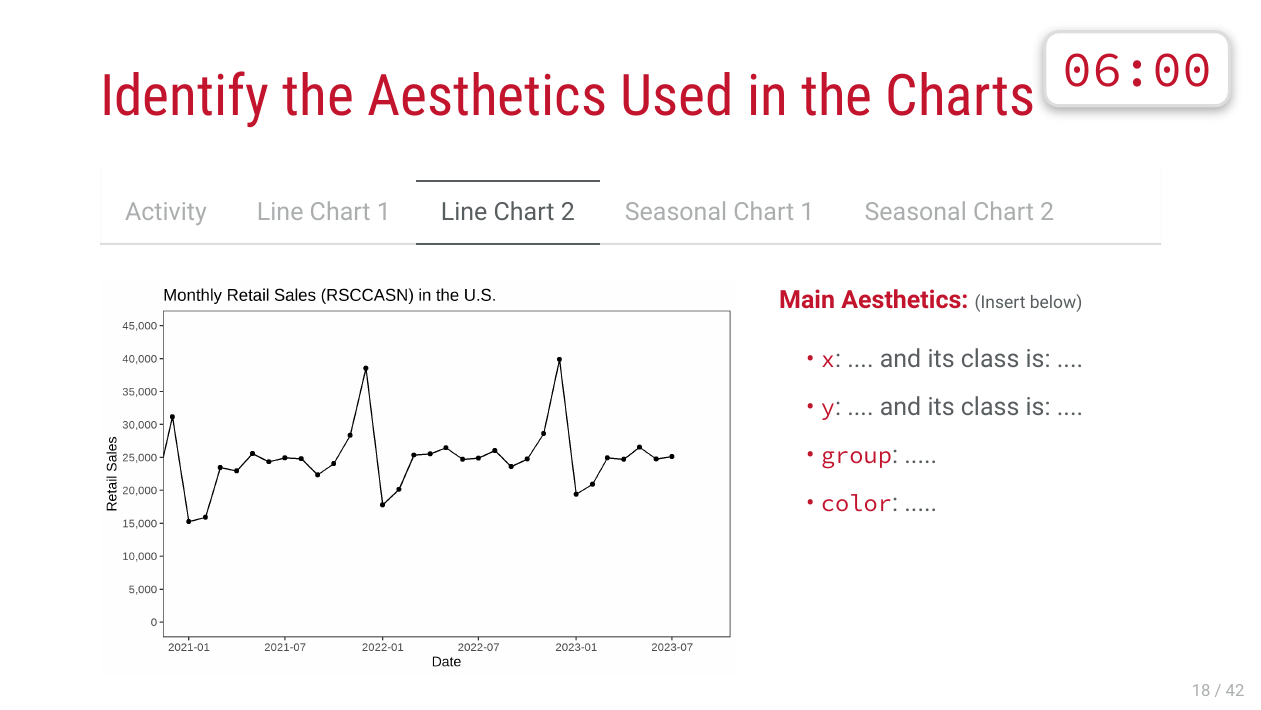 Identify the Aesthetics Used in the Charts
06:00
Activity
Line Chart 1
Line Chart 2
Seasonal Chart 1
Seasonal Chart 2
Monthly Retail Sales (RSCCASN) in the U.S.
45,000
40,000
35,000
30,000
25,000
20,000
15,000
10,000
5,000
0
Retail Sales
2021-01
2021-07
2022-01
2022-07
2023-01
2023-07
Date
Main Aesthetics: (Insert below)
• x: .... and its class is: ....
• y: .... and its class is: ....
• group: .....
• color: .....
18 / 42